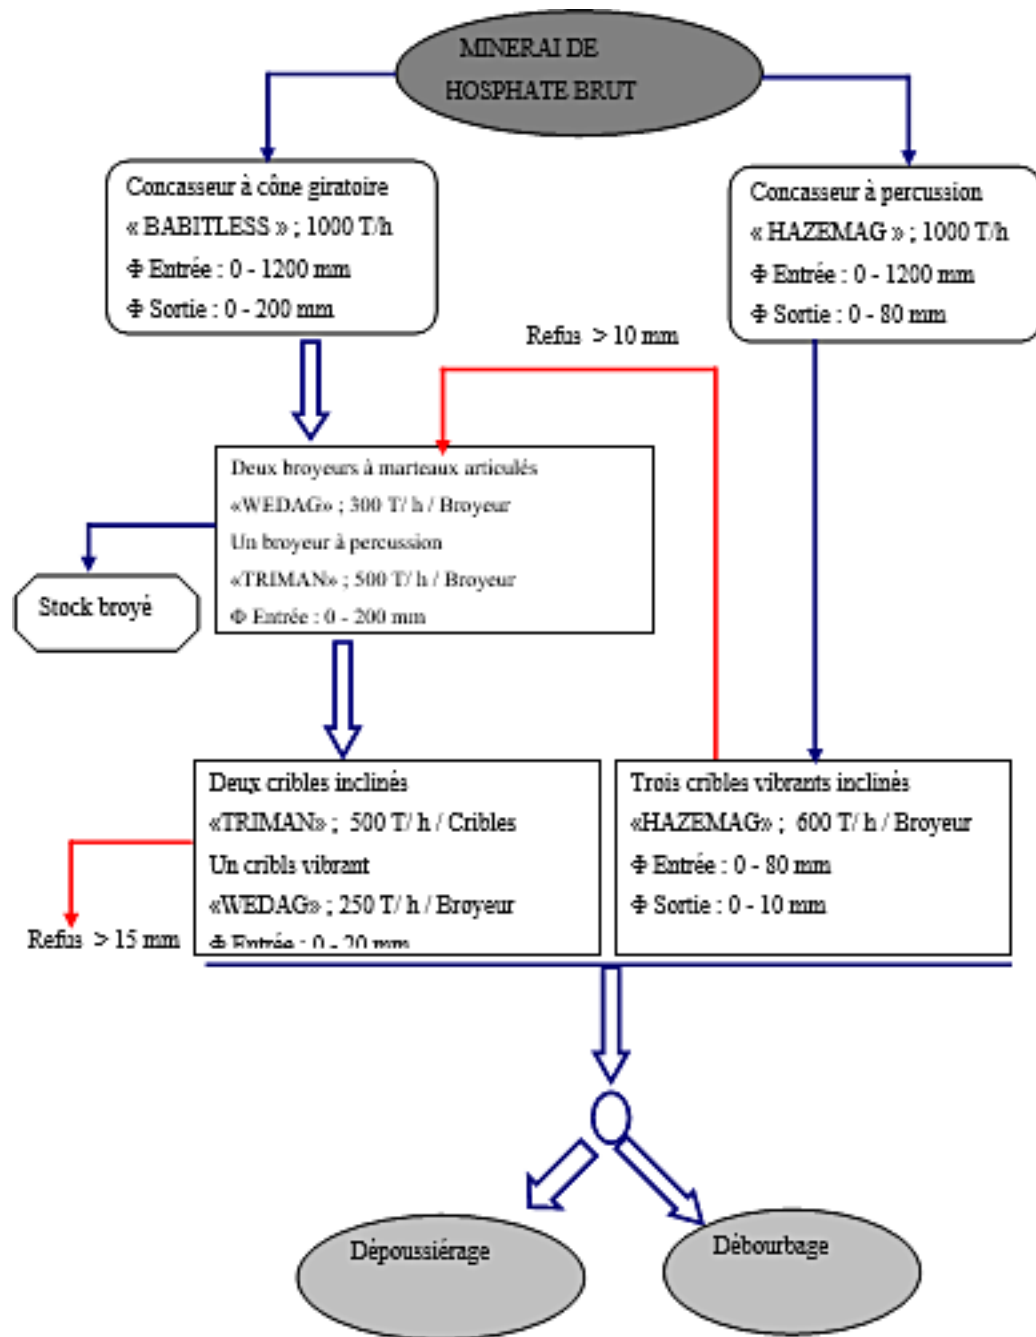 MINERAI DE
HOSPHATE BRUT
Concasseur à cône giratoire
« BABITLESS » ; 1000 T/h
Φ Entrée : 0 - 1200 mm
Φ Sortie : 0 - 200 mm
Concasseur à percussion
« HAZEMAG » ; 1000 T/h
Φ Entrée : 0 - 1200 mm
Φ Sortie : 0 - 80 mm
Refus > 10 mm
Deux broyeurs à marteaux articulés
«WEDAG» ; 300 T/ h / Broyeur
Un broyeur à percussion
«TRIMAN» ; 500 T/ h / Broyeur
Φ Entrée : 0 - 200 mm
Stock broyé
Deux cribles inclinés
«TRIMAN» ; 500 T/ h / Cribles
Un cribls vibrant
«WEDAG» ; 250 T/ h / Broyeur
Φ Entrée : 0 - 20 mm
Trois cribles vibrants inclinés
«HAZEMAG» ; 600 T/ h / Broyeur
Φ Entrée : 0 - 80 mm
Φ Sortie : 0 - 10 mm
Refus > 15 mm
Dépoussiérage
Débourbage